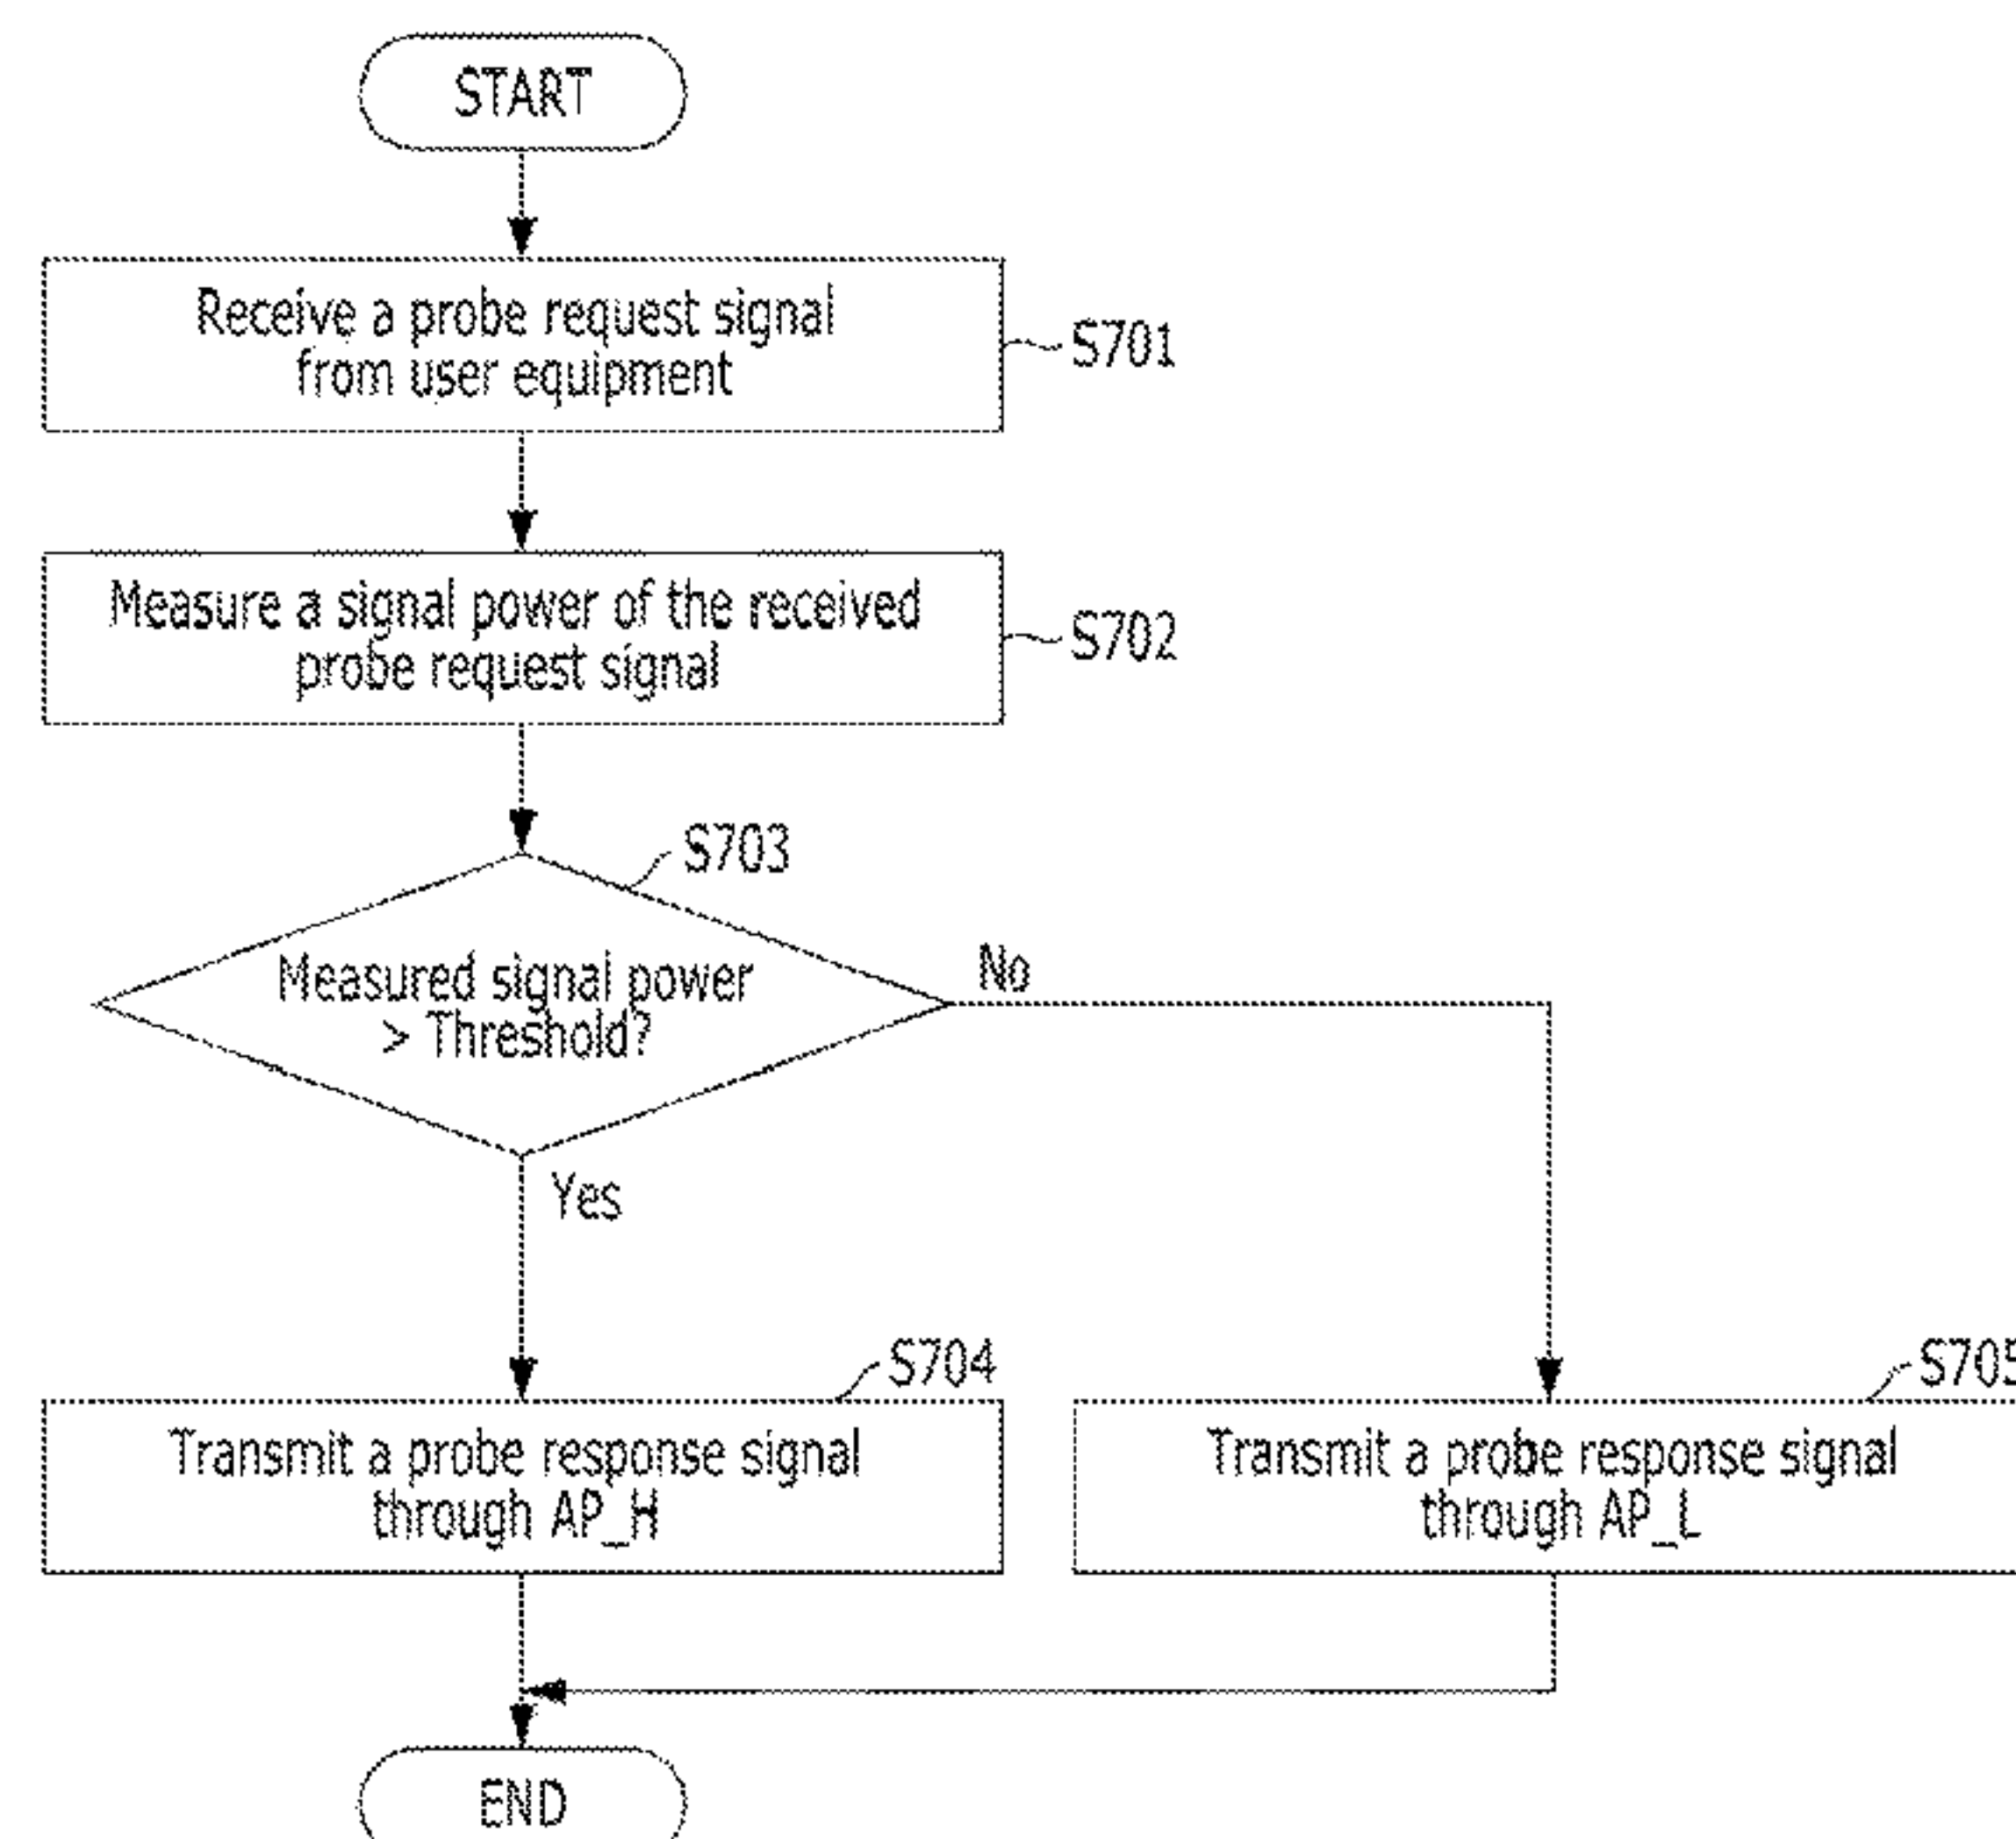 START
Receive a probe request signal
from user equipment
S701
Measure a signal power of the received
probe request signal
S702
S703
Measured signal power
> Threshold?
No
Yes
S704
Transmit a probe response signal
through AP_H
S705
Transmit a probe response signal
through AP_L
END